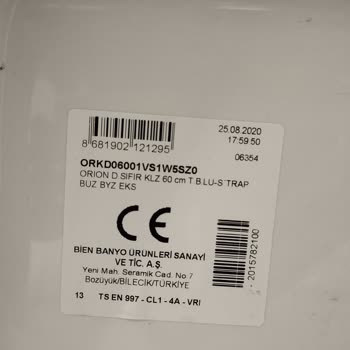 25.08.2020
17:59:50
8 681902 121295
06354
ORKD06001VS1W5SZ0
ORION D.SIFIR KLZ 60 cm T.B.LU-S TRAP
BUZ BYZ EKS
CE
BİEN BANYO ÜRÜNLERİ SANAYİ
VE TİC. A.Ş.
Yeni Mah. Seramik Cad. No 7
Bozüyük/BİLECİK/TÜRKİYE
13 TS EN 997 - CL1 - 4A - VRI
2015782100